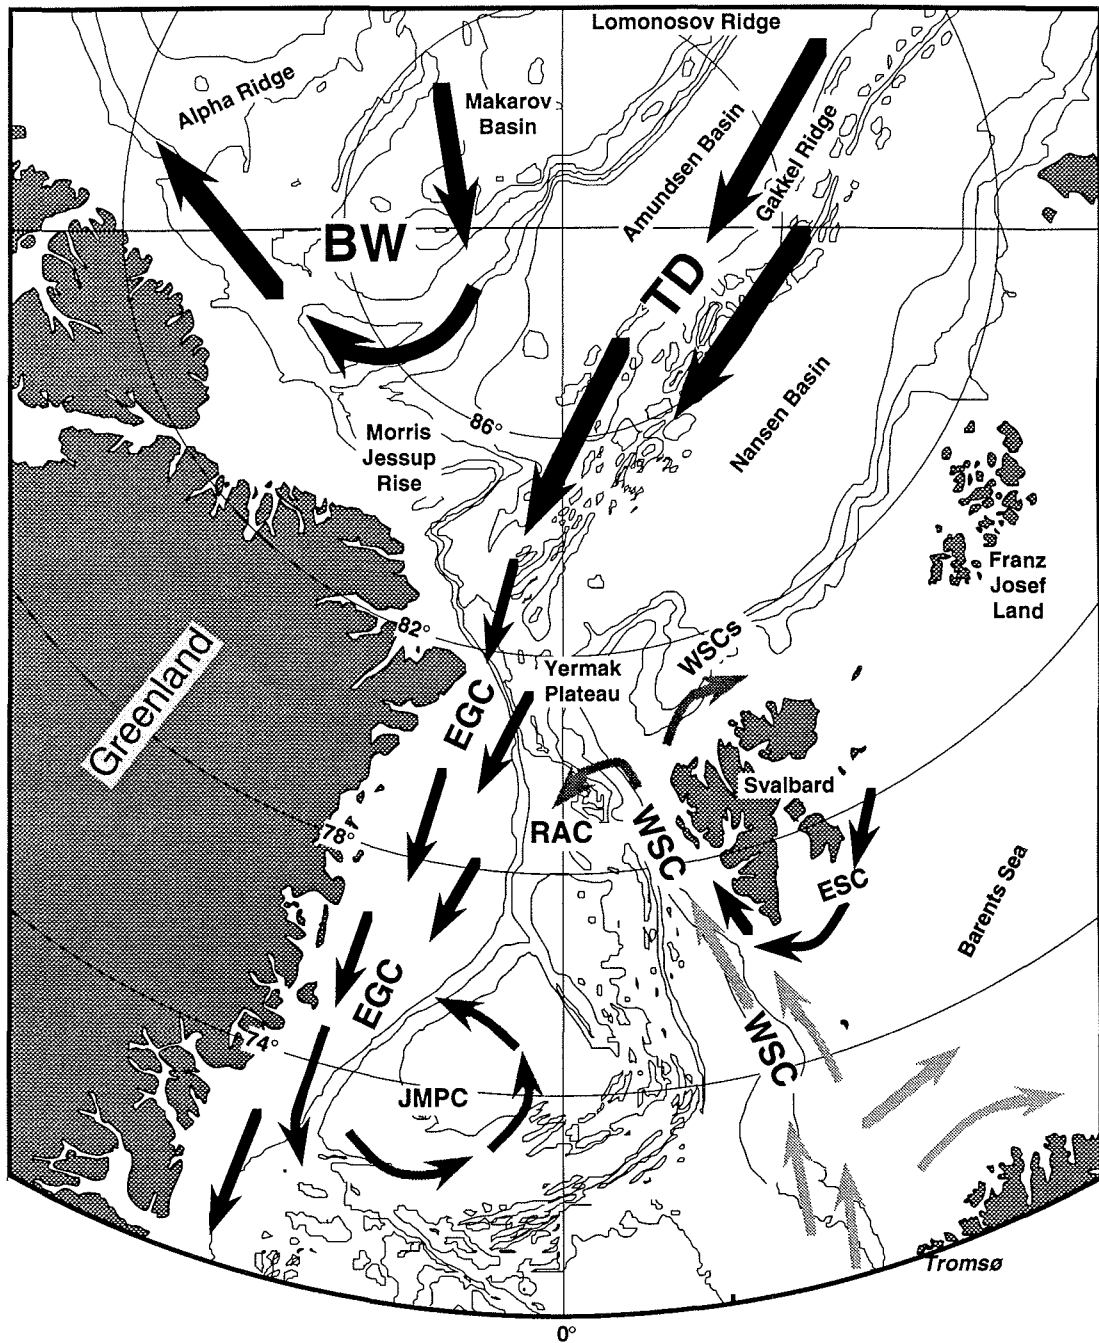 Lomonosov Ridge
Alpha Ridge
Makarov
Basin
Amundsen Basin
Gakkel Ridge
BW
TD
Nansen Basin
86°
Morris
Jessup
Rise
Franz
Josef
Land
82°
WSCs
Yermak
Plateau
Greenland
EGC
Svalbard
78°
RAC
WSC
ESC
Barents Sea
EGC
WSC
74°
JMPC
Tromsø
0°